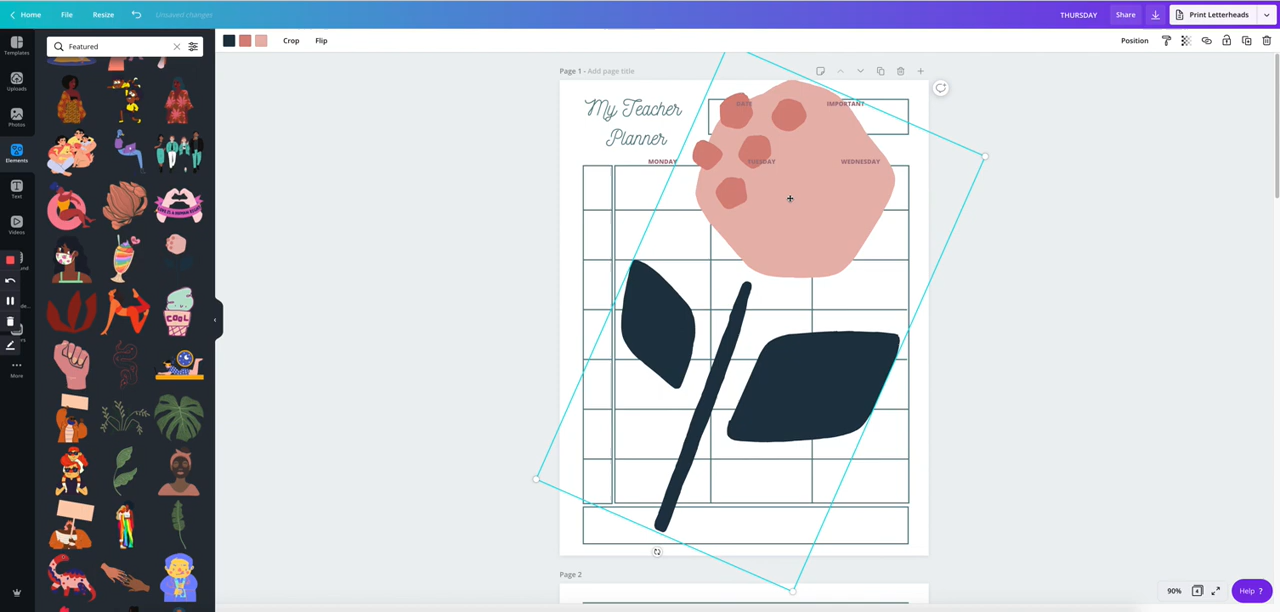 Home File Resize Unsaved changes THURSDAY Share Print Letterheads
Featured Crop Flip Position
Templates
Uploads
Photos
Elements
Text
Videos
More
Page 1 - Add page title
My Teacher
Planner
DATE IMPORTANT
MONDAY TUESDAY WEDNESDAY
COOL
Page 2
90% 4 Help ?